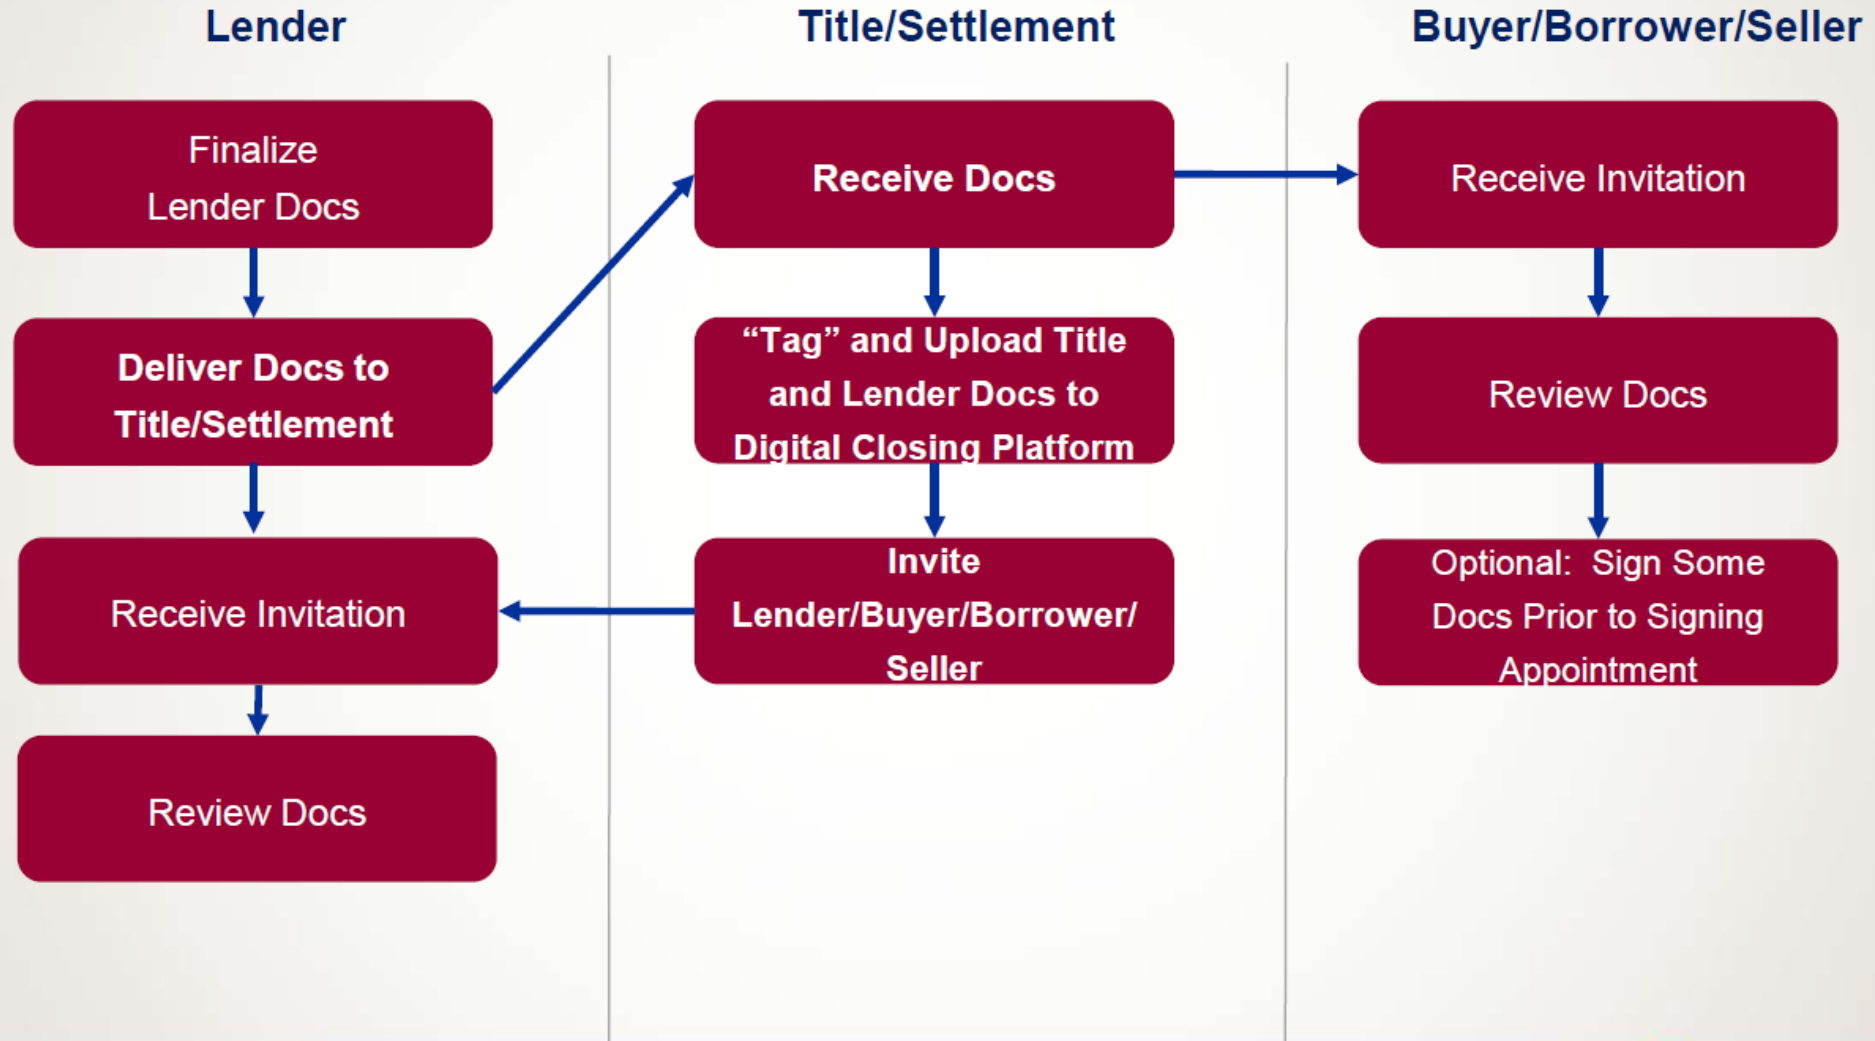 Lender
Title/Settlement
Buyer/Borrower/Seller
Finalize
Lender Docs
Deliver Docs to
Title/Settlement
Receive Invitation
Review Docs
Receive Docs
“Tag” and Upload Title
and Lender Docs to
Digital Closing Platform
Invite
Lender/Buyer/Borrower/
Seller
Receive Invitation
Review Docs
Optional:  Sign Some
Docs Prior to Signing
Appointment